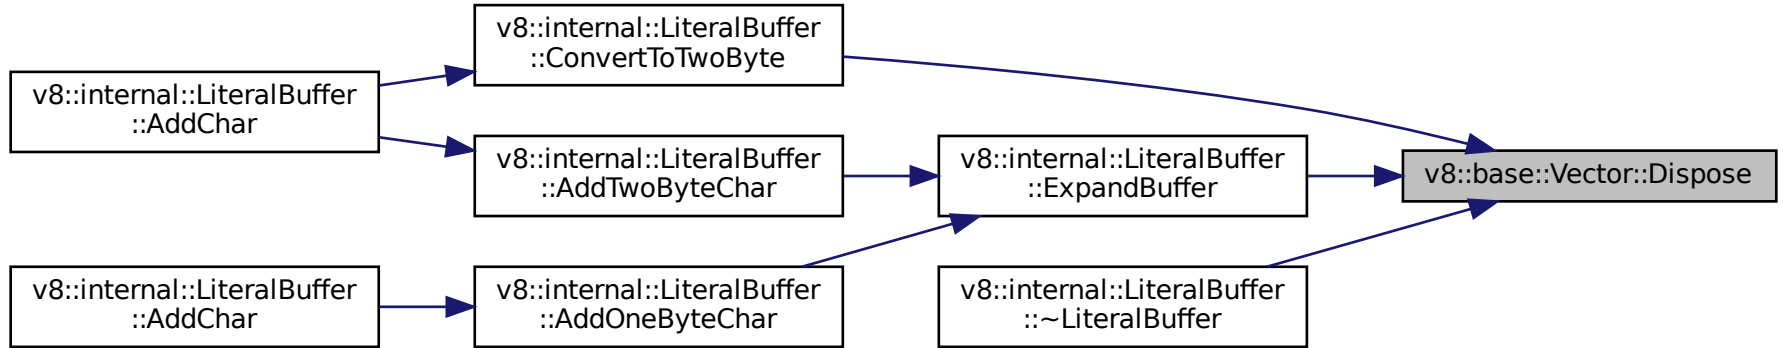 v8::internal::LiteralBuffer
::ConvertToTwoByte
v8::internal::LiteralBuffer
::AddChar
v8::internal::LiteralBuffer
::AddTwoByteChar
v8::internal::LiteralBuffer
::ExpandBuffer
v8::base::Vector::Dispose
v8::internal::LiteralBuffer
::AddChar
v8::internal::LiteralBuffer
::AddOneByteChar
v8::internal::LiteralBuffer
::~LiteralBuffer